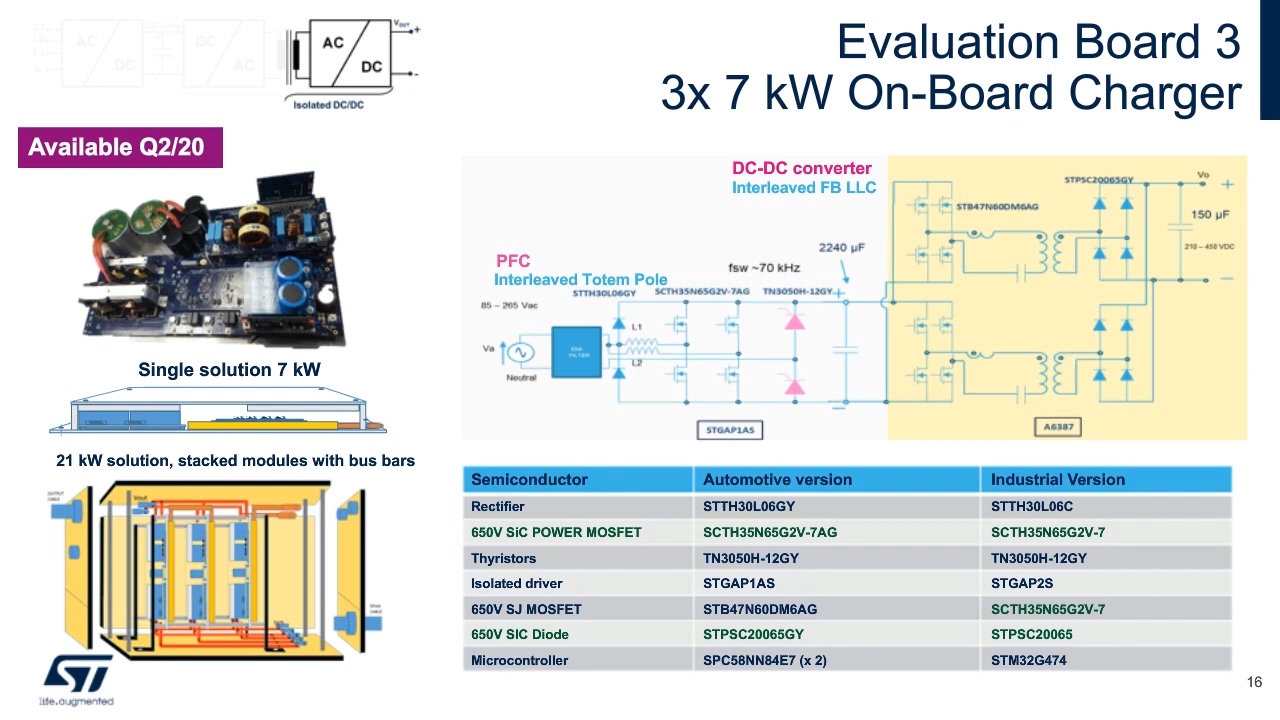 Evaluation Board 3
3x 7 kW On-Board Charger
AC
DC
DC
AC
AC
DC
VOUT
+
-
Isolated DC/DC
Available Q2/20
Single solution 7 kW
21 kW solution, stacked modules with bus bars
OUTPUT
CABLE
Vout
CABLE
DC-DC converter
Interleaved FB LLC
PFC
Interleaved Totem Pole
STTH30L06GY
SCTH35N65G2V-7AG
TN3050H-12GY
fsw ~70 kHz
2240 µF
85 – 265 Vac
Va
Neutral
EMI
FILTER
L1
L2
STGAP1AS
STB47N60DM6AG
STPSC20065GY
Vo
+
150 µF
210 – 450 VDC
A6387
Semiconductor Automotive version Industrial Version
Rectifier STTH30L06GY STTH30L06C
650V SiC POWER MOSFET SCTH35N65G2V-7AG SCTH35N65G2V-7
Thyristors TN3050H-12GY TN3050H-12GY
Isolated driver STGAP1AS STGAP2S
650V SJ MOSFET STB47N60DM6AG SCTH35N65G2V-7
650V SIC Diode STPSC20065GY STPSC20065
Microcontroller SPC58NN84E7 (x 2) STM32G474
ST
life.augmented
16